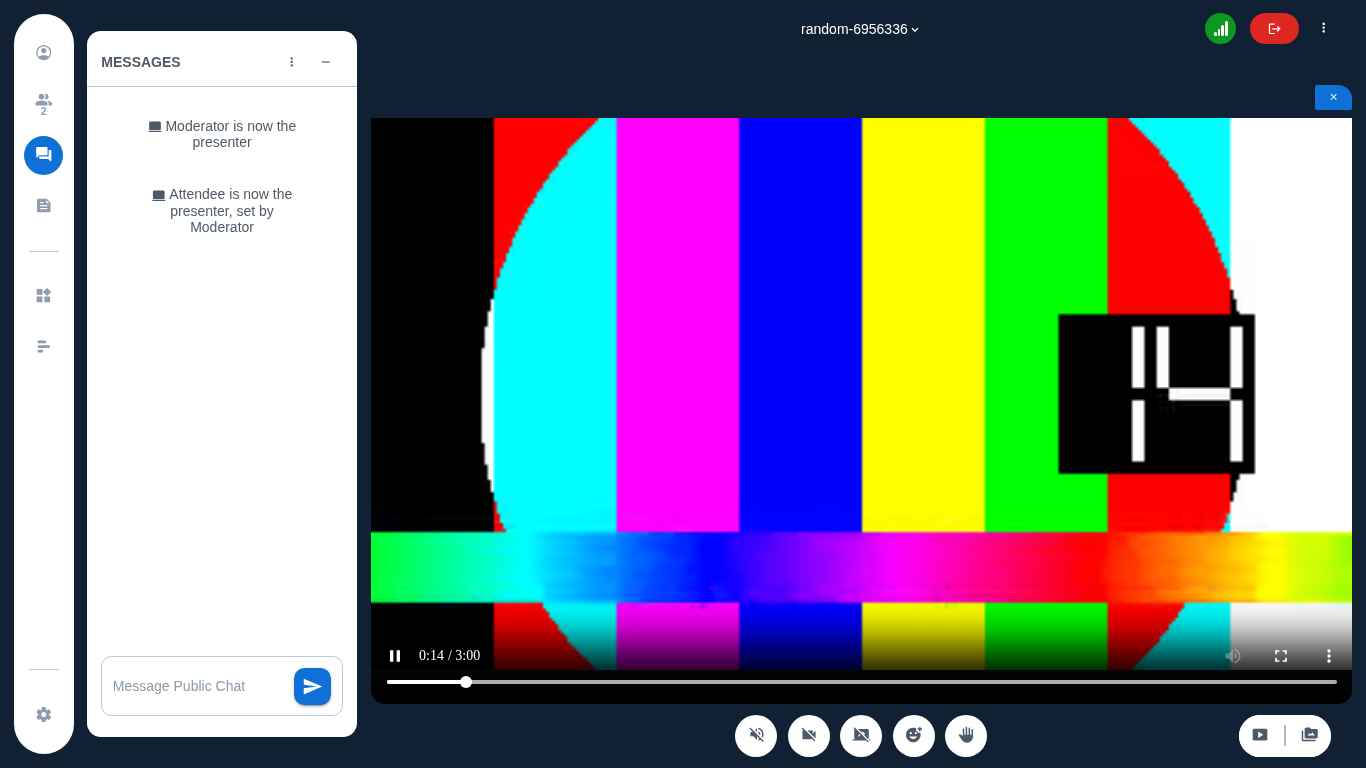 random-6956336
MESSAGES
2
Moderator is now the
presenter
Attendee is now the
presenter, set by
Moderator
14
0:14 / 3:00
Message Public Chat